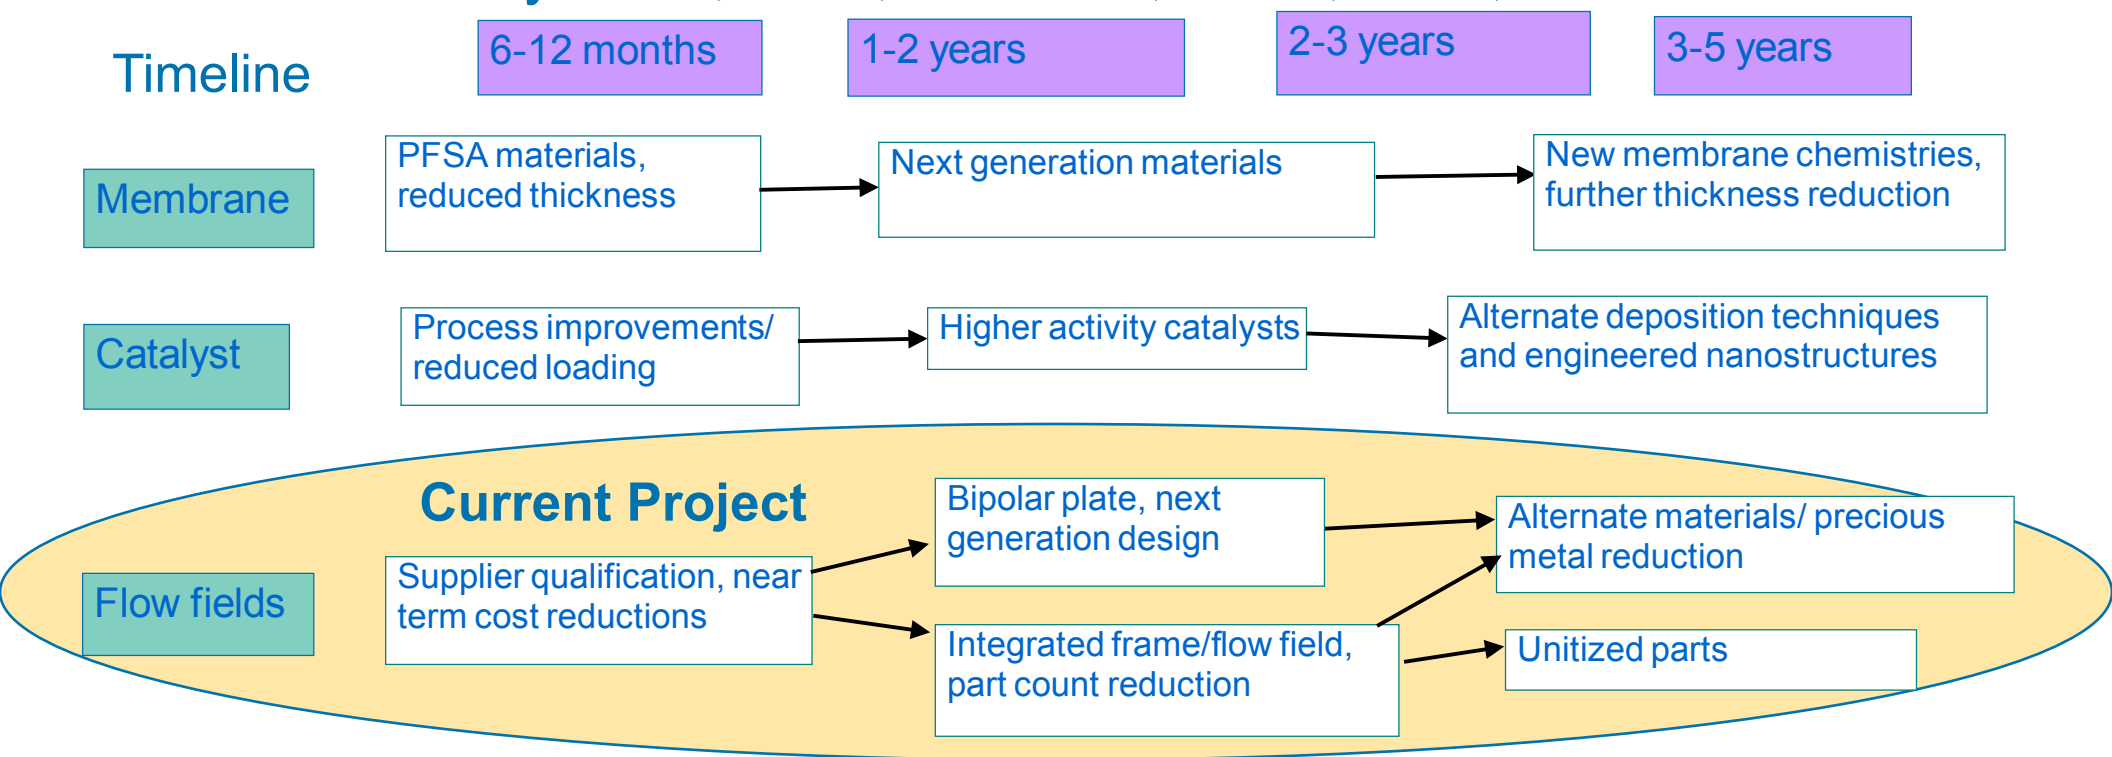 Timeline
6-12 months
1-2 years
2-3 years
3-5 years
Membrane
PFSA materials,
reduced thickness
Next generation materials
New membrane chemistries,
further thickness reduction
Catalyst
Process improvements/
reduced loading
Higher activity catalysts
Alternate deposition techniques
and engineered nanostructures
Current Project
Flow fields
Supplier qualification, near
term cost reductions
Bipolar plate, next
generation design
Integrated frame/flow field,
part count reduction
Alternate materials/ precious
metal reduction
Unitized parts